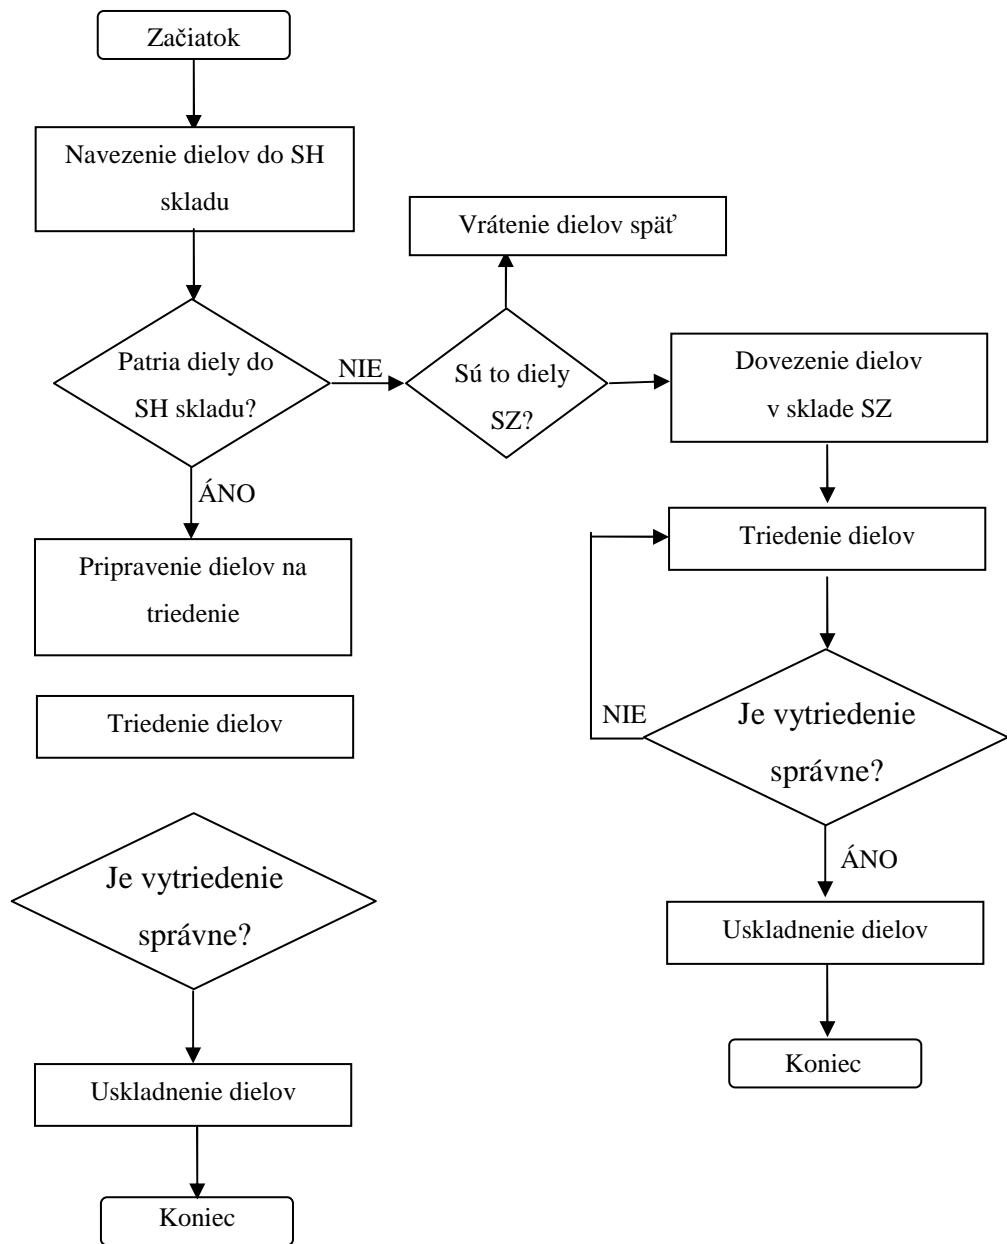 Začiatok
Navezenie dielov do SH
skladu
Vrátenie dielov späť
Patria diely do
SH skladu?
NIE
Sú to diely
SZ?
Dovezenie dielov
v sklade SZ
ÁNO
Pripravenie dielov na
triedenie
Triedenie dielov
Triedenie dielov
NIE
Je vytriedenie
správne?
Je vytriedenie
správne?
ÁNO
Uskladnenie dielov
Uskladnenie dielov
Koniec
Koniec